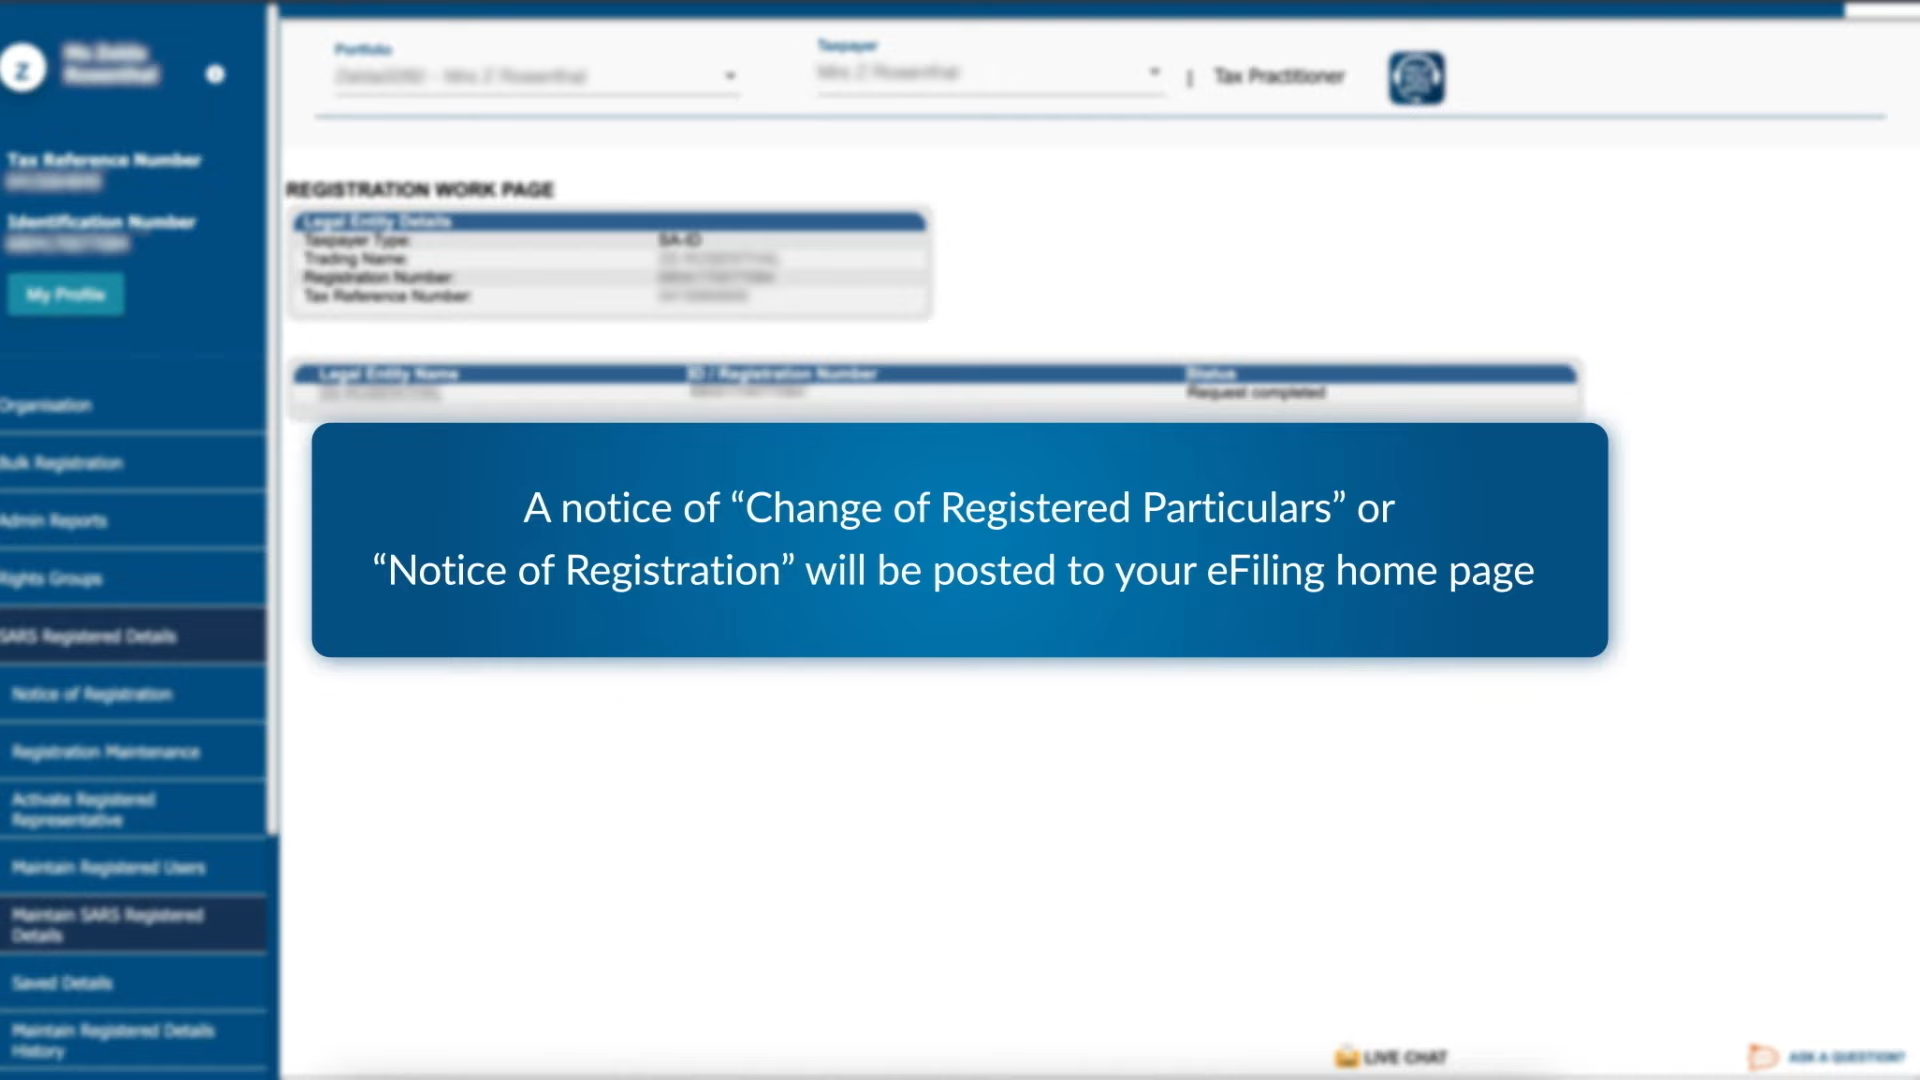 Z
Portfolio
Taxpayer
Mrs Z Rosenthal
| Tax Practitioner
Tax Reference Number
Identification Number
My Profile
REGISTRATION WORK PAGE
Legal Entity Details
Taxpayer Type: SA-ID
Trading Name:
Registration Number:
Tax Reference Number:
Legal Entity Name ID / Registration Number Status
Request completed
A notice of “Change of Registered Particulars” or
“Notice of Registration” will be posted to your eFiling home page
Organisation
Bulk Registration
Admin Reports
Rights Groups
SARS Registered Details
Notice of Registration
Registration Maintenance
Activate Registered
Representative
Maintain Registered Users
Maintain SARS Registered
Details
Saved Details
Maintain Registered Details
History
LIVE CHAT
ASK A QUESTION?